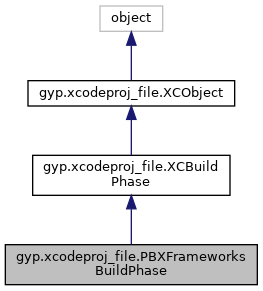 object
gyp.xcodeproj_file.XCObject
gyp.xcodeproj_file.XCBuild
Phase
gyp.xcodeproj_file.PBXFrameworks
BuildPhase